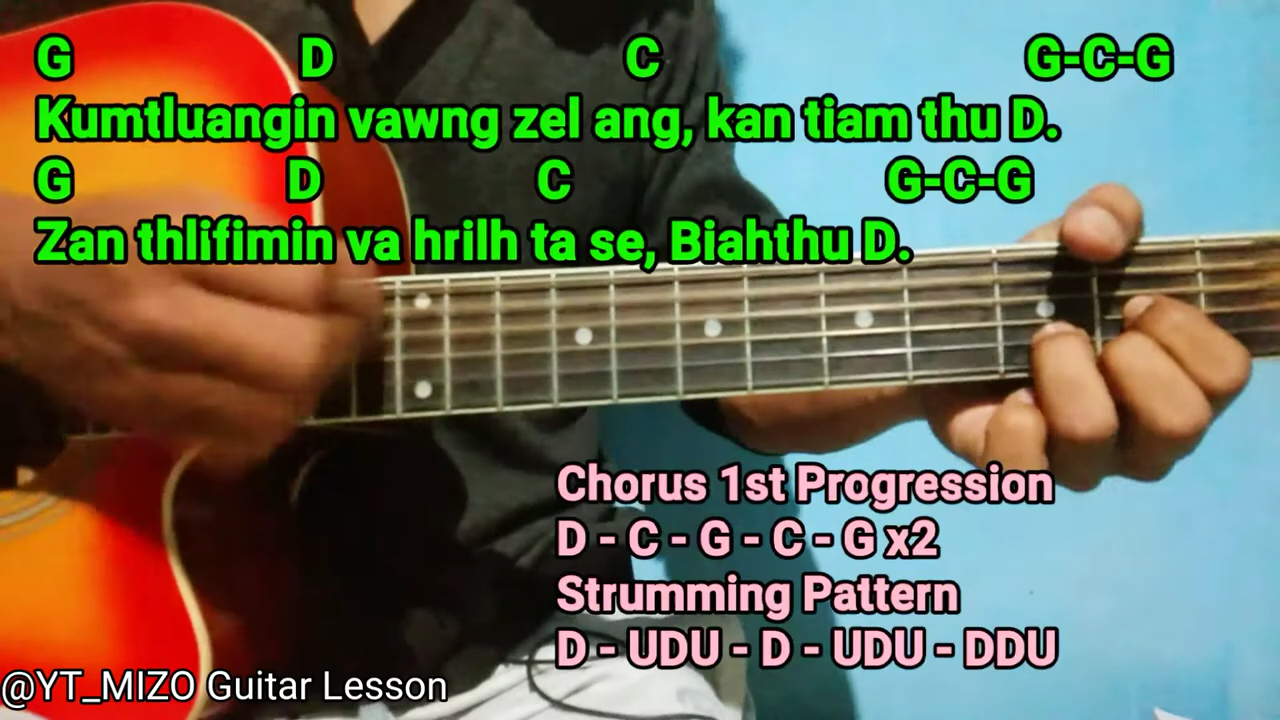 G D C G-C-G
Kumtluangin vawng zel ang, kan tiam thu D.
G D C G-C-G
Zan thlifimin va hrilh ta se, Biahthu D.
Chorus 1st Progression
D - C - G - C - G x2
Strumming Pattern
D - UDU - D - UDU - DDU
@YT_MIZO Guitar Lesson